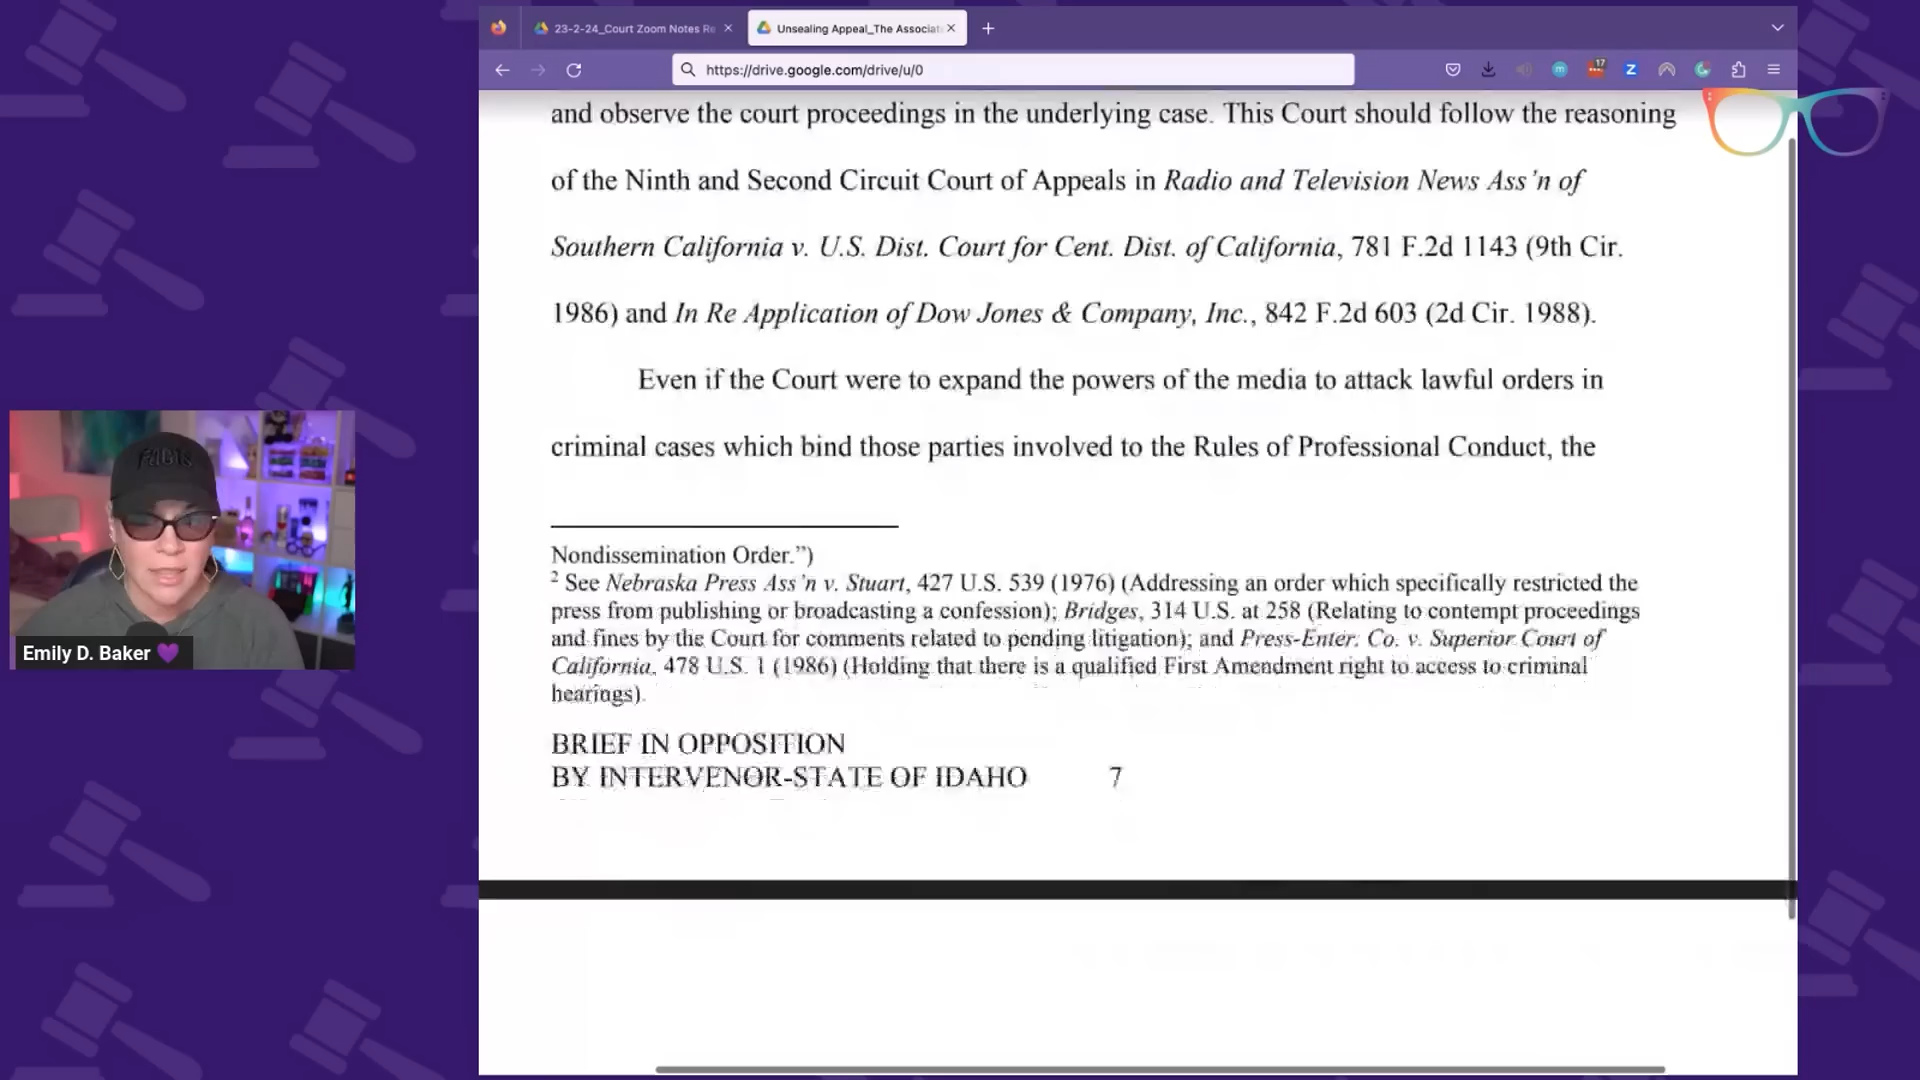 23-2-24_Court Zoom Notes Re
Unsealing Appeal_The Associat
https://drive.google.com/drive/u/0
17
and observe the court proceedings in the underlying case. This Court should follow the reasoning
of the Ninth and Second Circuit Court of Appeals in Radio and Television News Ass'n of
Southern California v. U.S. Dist. Court for Cent. Dist. of California, 781 F.2d 1143 (9th Cir.
1986) and In Re Application of Dow Jones & Company, Inc., 842 F.2d 603 (2d Cir. 1988).
Even if the Court were to expand the powers of the media to attack lawful orders in
criminal cases which bind those parties involved to the Rules of Professional Conduct, the
Nondissemination Order.")
2 See Nebraska Press Ass'n v. Stuart, 427 U.S. 539 (1976) (Addressing an order which specifically restricted the
press from publishing or broadcasting a confession); Bridges, 314 U.S. at 258 (Relating to contempt proceedings
and fines by the Court for comments related to pending litigation); and Press-Enter. Co. v. Superior Court of
California, 478 U.S. 1 (1986) (Holding that there is a qualified First Amendment right to access to criminal
hearings).
BRIEF IN OPPOSITION
BY INTERVENOR-STATE OF IDAHO 7
Emily D. Baker 💜